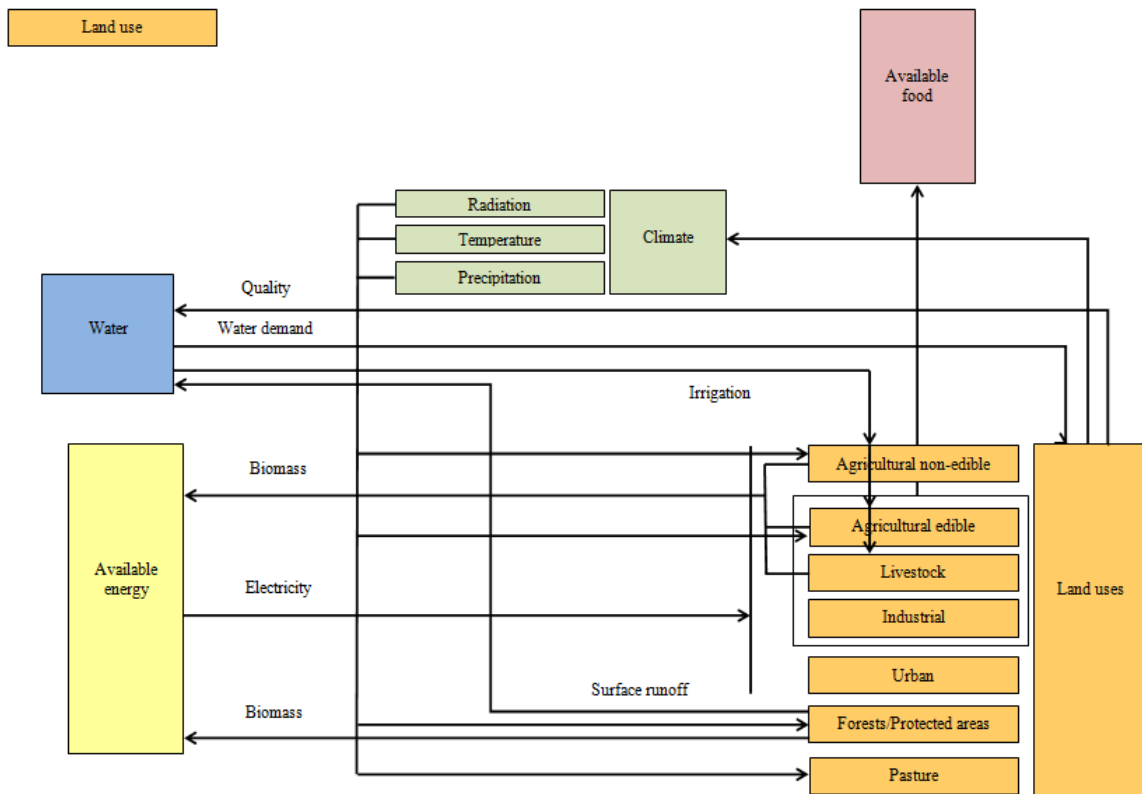 Land use
Available
food
Radiation
Temperature
Climate
Precipitation
Quality
Water
Water demand
Irrigation
Biomass
Agricultural non-edible
Agricultural edible
Available
energy
Livestock
Electricity
Land uses
Industrial
Urban
Surface runoff
Biomass
Forests/Protected areas
Pasture